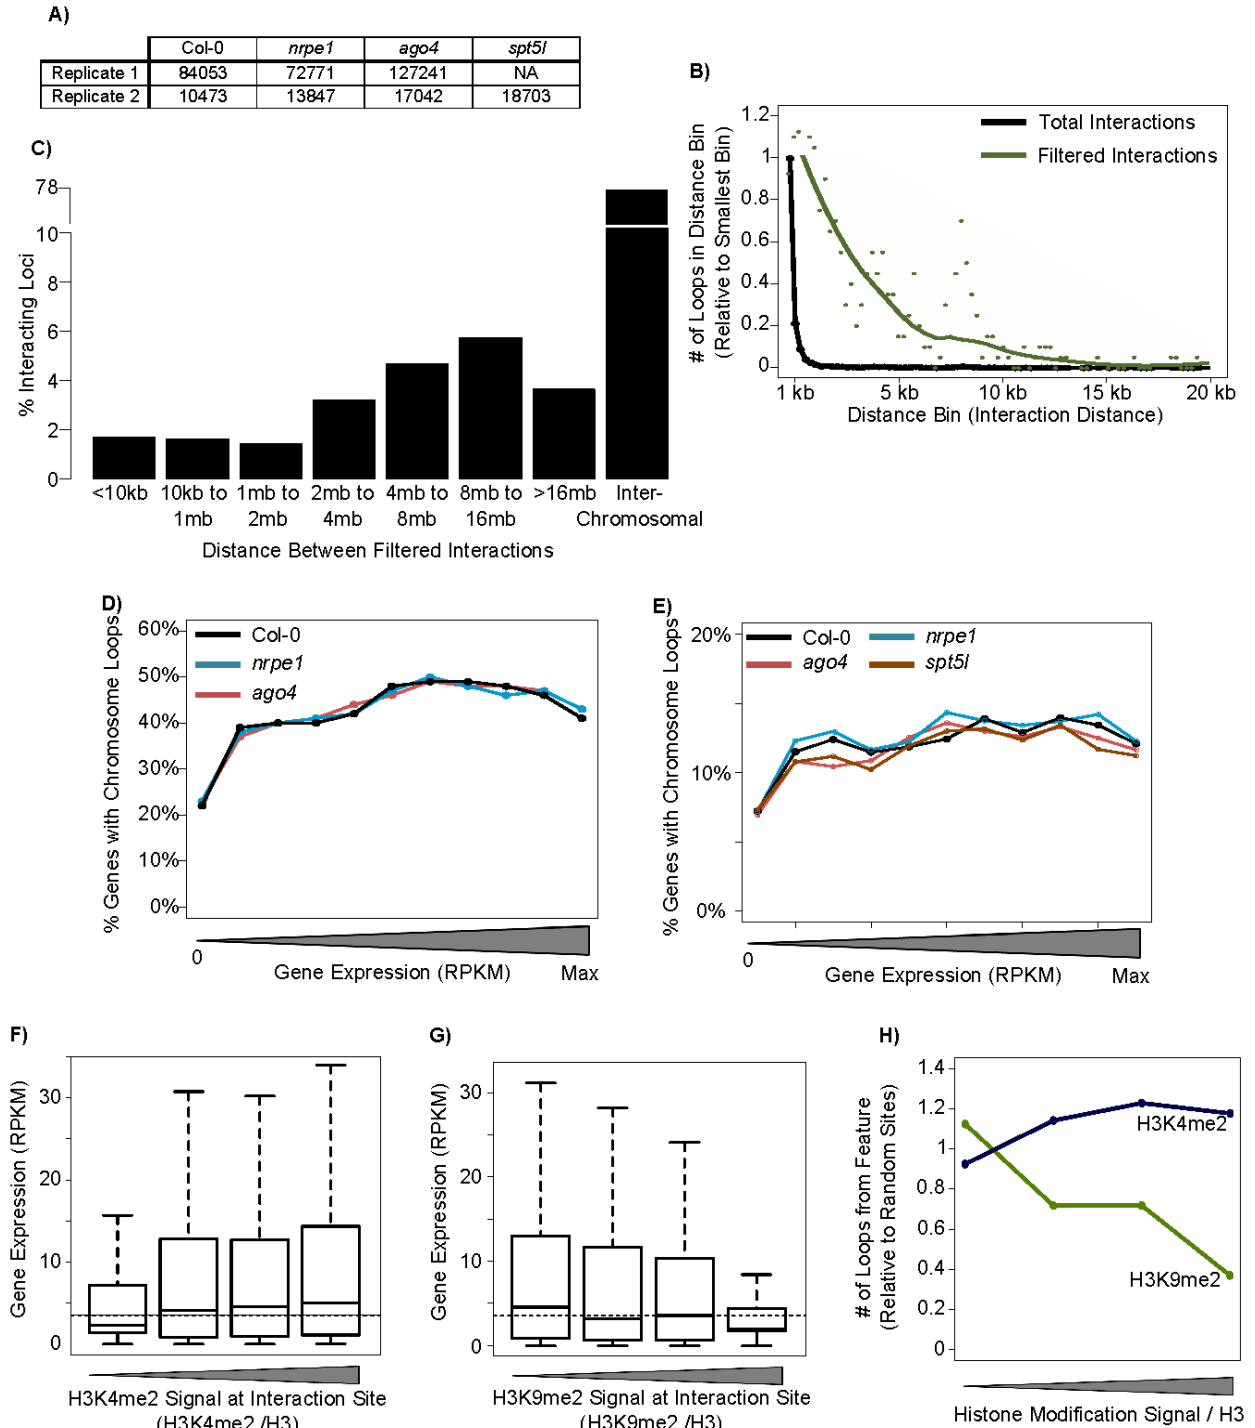 A)
Col-0 nrpe1 ago4 spt5l
Replicate 1 84053 72771 127241 NA
Replicate 2 10473 13847 17042 18703
B)
# of Loops in Distance Bin
(Relative to Smallest Bin)
1.2
1
0.8
0.6
0.4
0.2
0
Total Interactions
Filtered Interactions
1 kb 5 kb 10 kb 15 kb 20 kb
Distance Bin (Interaction Distance)
C)
% Interacting Loci
78
10
8
6
4
2
0
<10kb 10kb to 1mb to 2mb to 4mb to 8mb to >16mb Inter-
1mb 2mb 4mb 8mb 16mb Chromosomal
Distance Between Filtered Interactions
D)
% Genes with Chromosome Loops
60%
50%
40%
30%
20%
10%
0%
Col-0
nrpe1
ago4
0 Max
Gene Expression (RPKM)
E)
% Genes with Chromosome Loops
20%
10%
0%
Col-0 nrpe1
ago4 spt5l
0 Max
Gene Expression (RPKM)
F)
Gene Expression (RPKM)
30
20
10
0
H3K4me2 Signal at Interaction Site
(H3K4me2 /H3)
G)
Gene Expression (RPKM)
30
20
10
0
H3K9me2 Signal at Interaction Site
(H3K9me2 /H3)
H)
# of Loops from Feature
(Relative to Random Sites)
1.4
1.2
1
0.8
0.6
0.4
0.2
0
H3K4me2
H3K9me2
Histone Modification Signal / H3